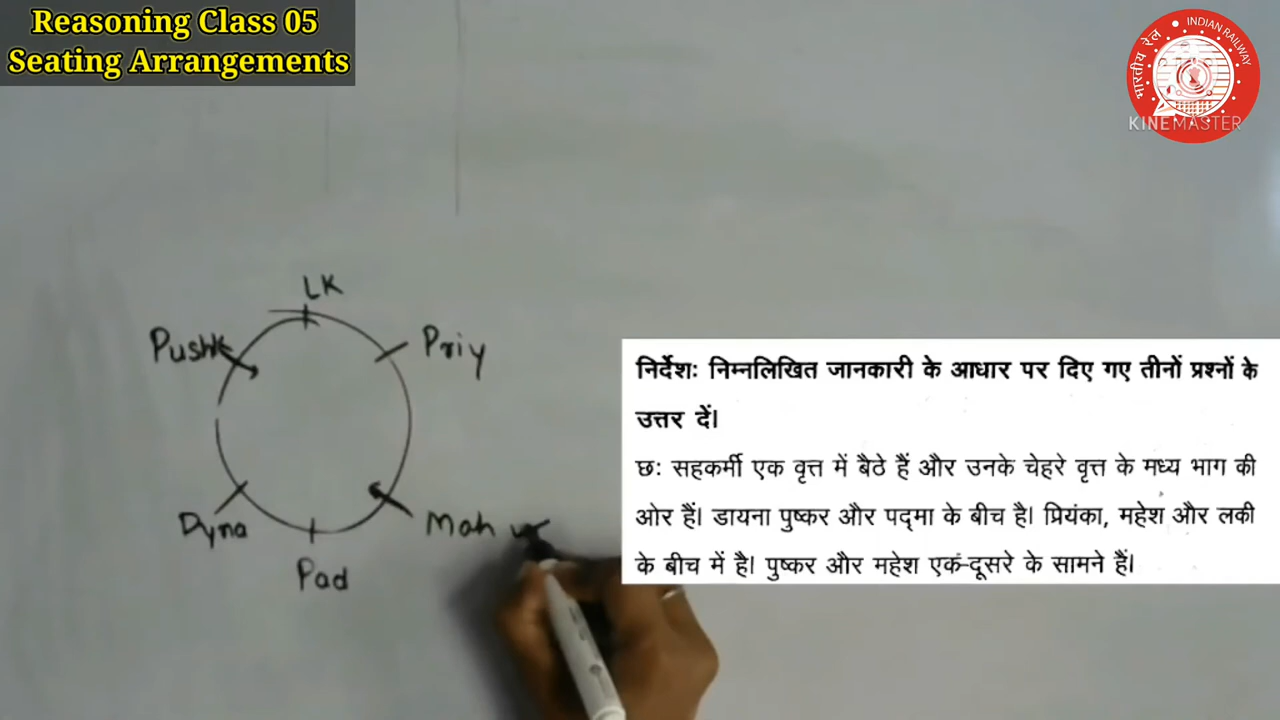 Reasoning Class 05
Seating Arrangements
भारतीय रेल
INDIAN RAILWAY
KINEMASTER
LK
Pushk
Priy
Dyna
Mah
Pad
निर्देशः निम्नलिखित जानकारी के आधार पर दिए गए तीनों प्रश्नों के
उत्तर दें।
छः सहकर्मी एक वृत्त में बैठे हैं और उनके चेहरे वृत्त के मध्य भाग की
ओर हैं। डायना पुष्कर और पद्मा के बीच है। प्रियंका, महेश और लकी
के बीच में है। पुष्कर और महेश एक-दूसरे के सामने हैं।